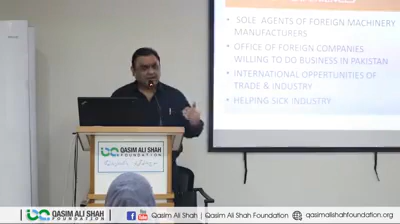 • SOLE AGENTS OF FOREIGN MACHINERY
MANUFACTURERS
• OFFICE OF FOREIGN COMPANIES
WILLING TO DO BUSINESS IN PAKISTAN
• INTERNATIONAL OPPERTUNITIES OF
TRADE & INDUSTRY
• HELPING SICK INDUSTRY
QASIM ALI SHAH
FOUNDATION
QASIM ALI SHAH
FOUNDATION
Qasim Ali Shah | Qasim Ali Shah Foundation
qasimalishahfoundation.org